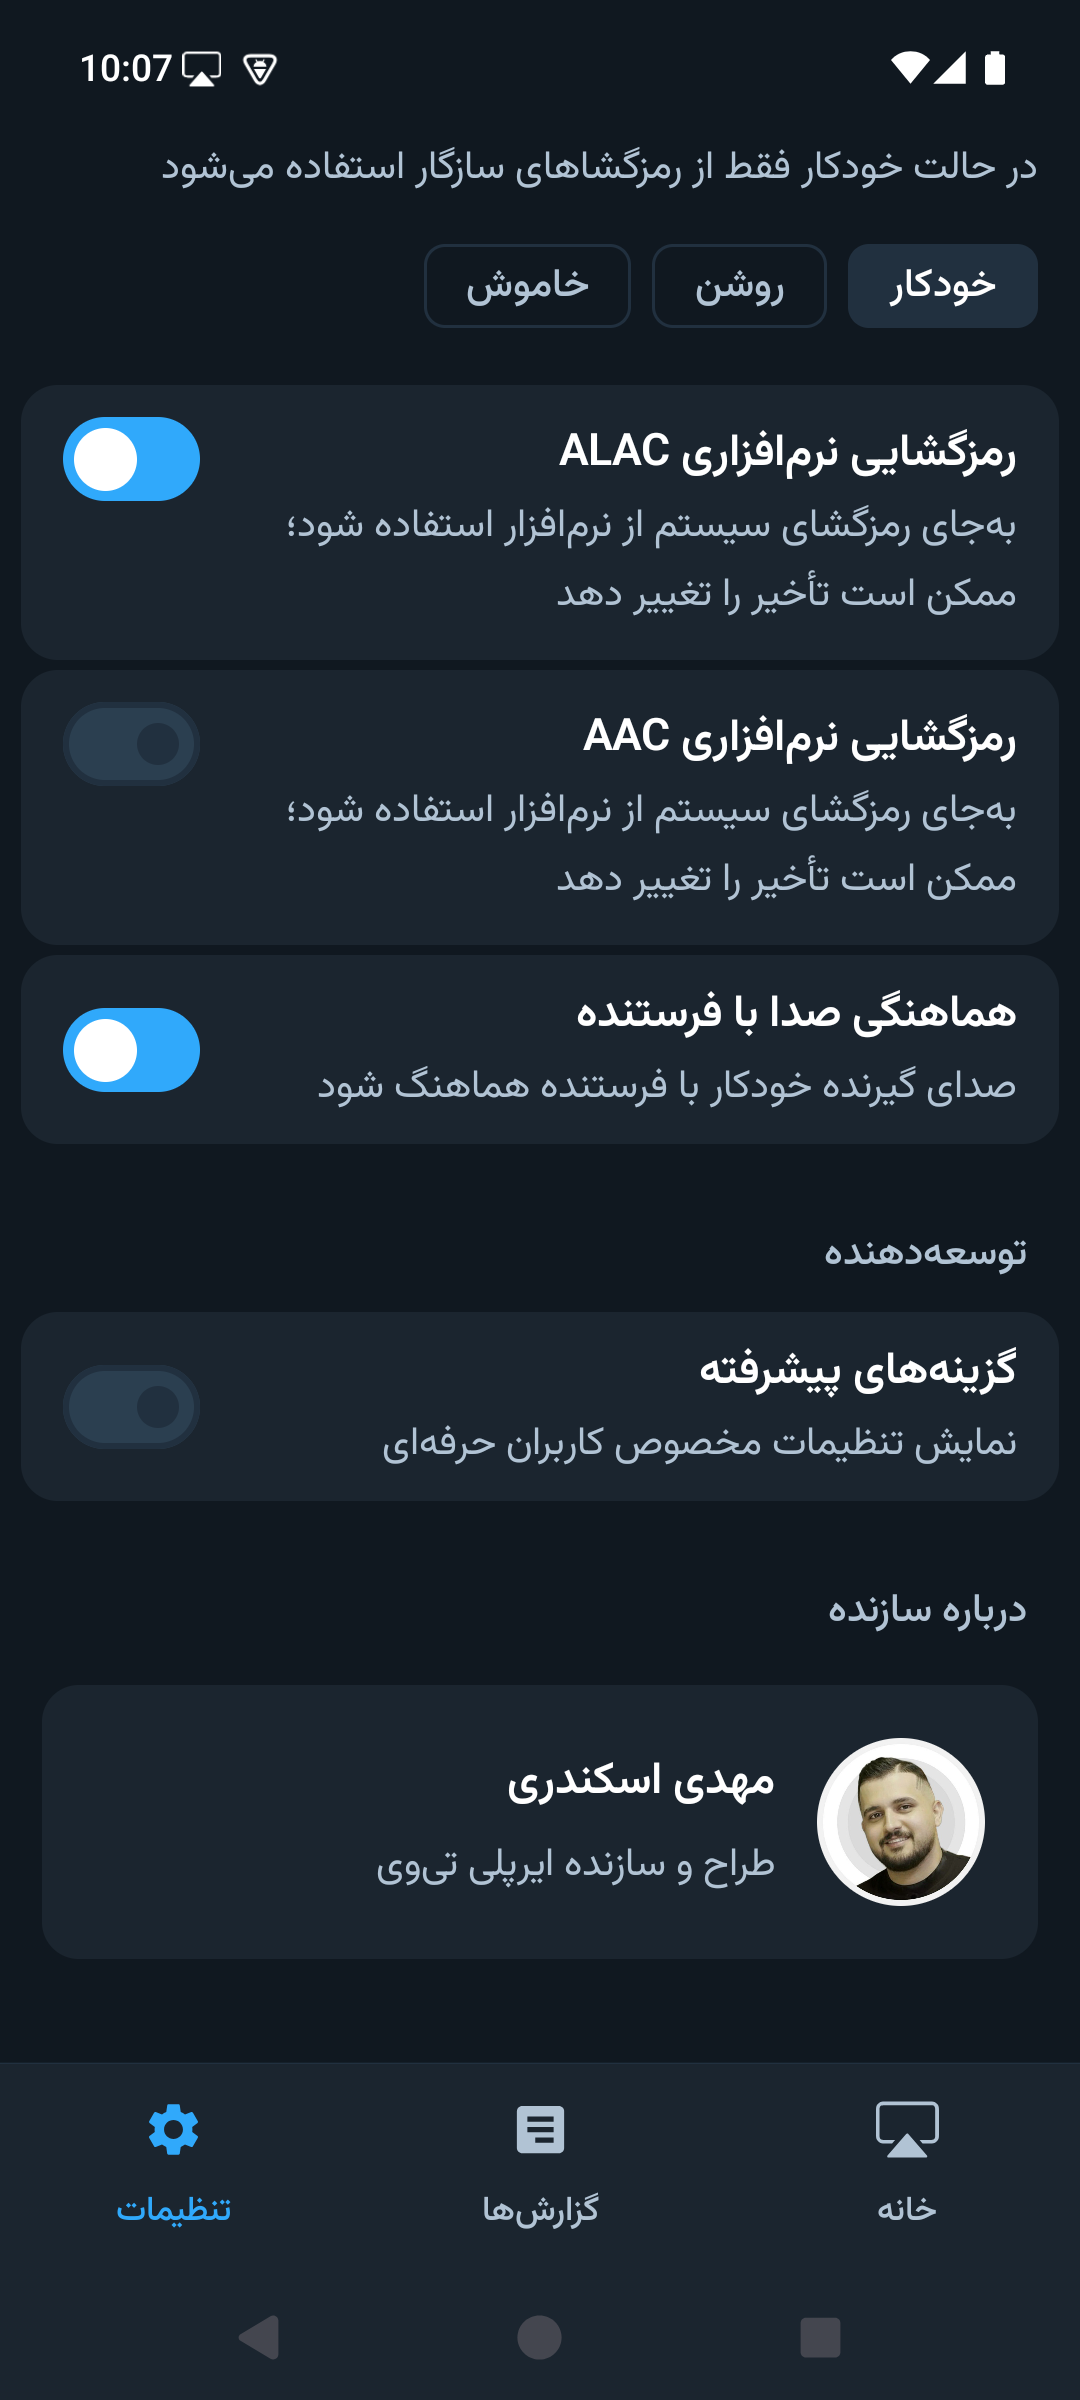 10:07
در حالت خودکار فقط از رمزگشاهای سازگار استفاده می‌شود
خودکار
روشن
خاموش
رمزگشایی نرم‌افزاری ALAC
به‌جای رمزگشای سیستم از نرم‌افزار استفاده شود؛
ممکن است تأخیر را تغییر دهد
رمزگشایی نرم‌افزاری AAC
به‌جای رمزگشای سیستم از نرم‌افزار استفاده شود؛
ممکن است تأخیر را تغییر دهد
هماهنگی صدا با فرستنده
صدای گیرنده خودکار با فرستنده هماهنگ شود
توسعه‌دهنده
گزینه‌های پیشرفته
نمایش تنظیمات مخصوص کاربران حرفه‌ای
درباره سازنده
مهدی اسکندری
طراح و سازنده ایرپلی تی‌وی
خانه
گزارش‌ها
تنظیمات